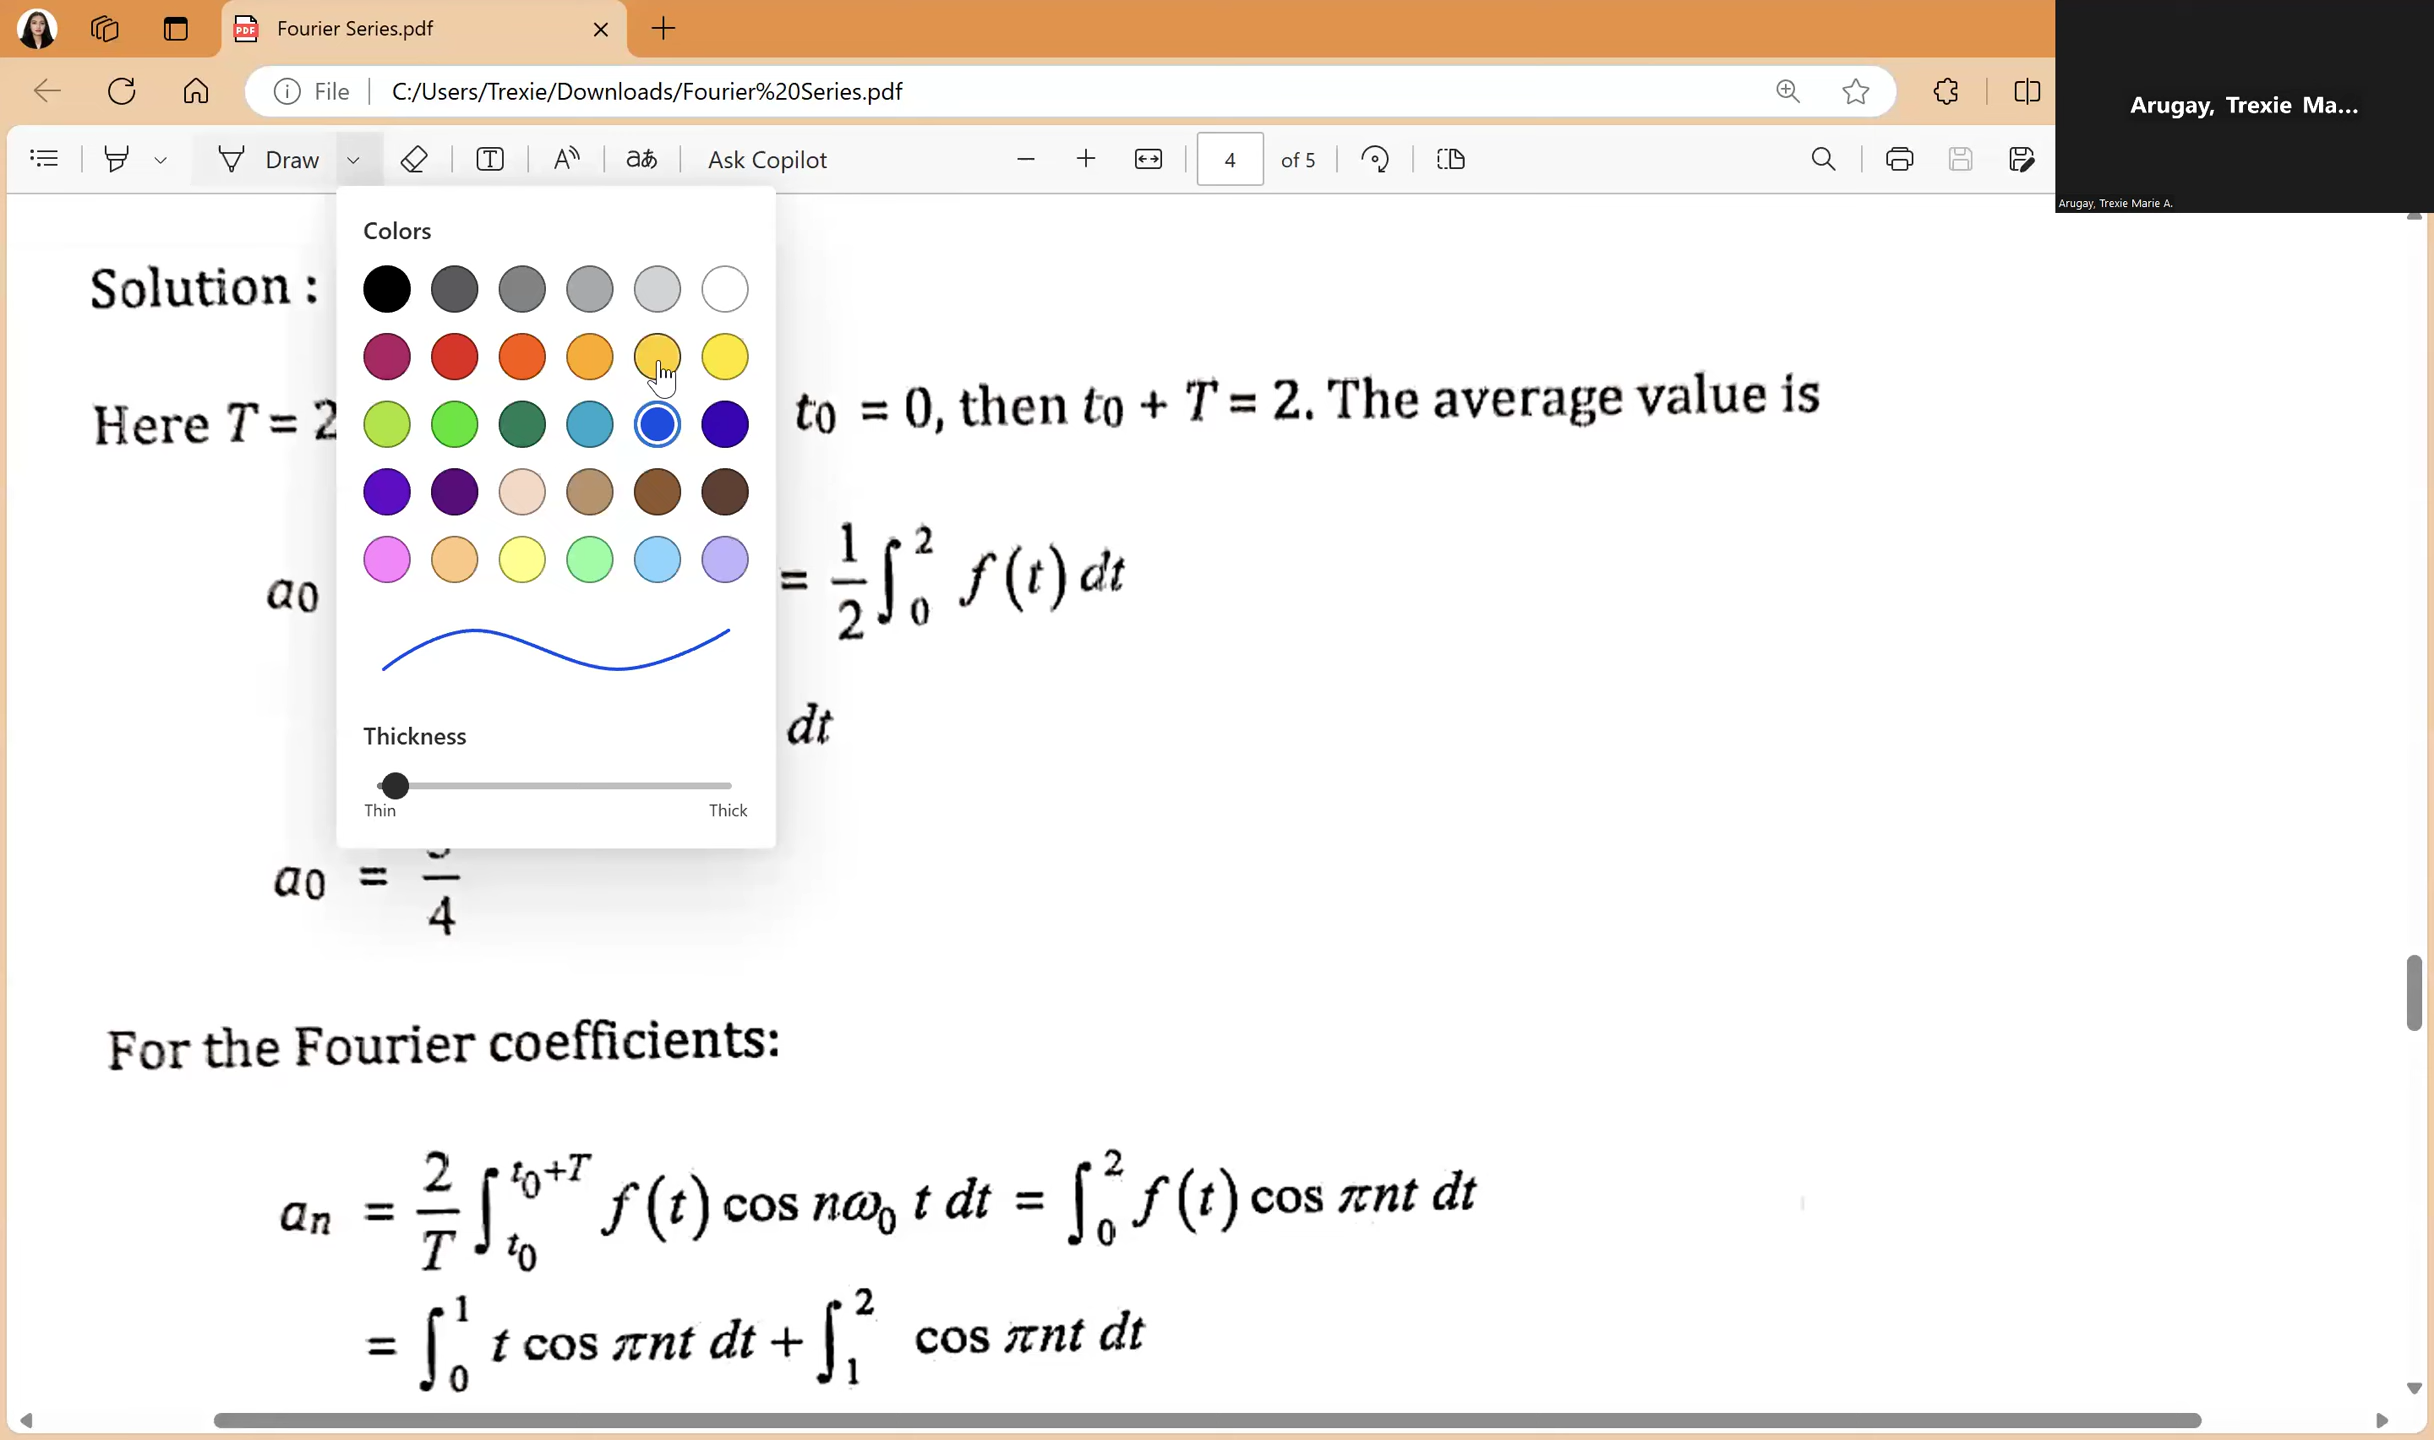 Fourier Series.pdf
File C:/Users/Trexie/Downloads/Fourier%20Series.pdf
Arugay, Trexie Ma...
Arugay, Trexie Marie A.
Draw Ask Copilot 4 of 5
Colors
Solution :
Here T = 2 t0 = 0, then t0 + T = 2. The average value is
a0 = 1/2 ∫_0^2 f(t) dt
dt
Thickness
Thin Thick
a0 = /4
For the Fourier coefficients:
an = 2/T ∫_{t0}^{t0+T} f(t) cos nω0 t dt = ∫_0^2 f(t) cos πnt dt
= ∫_0^1 t cos πnt dt + ∫_1^2 cos πnt dt